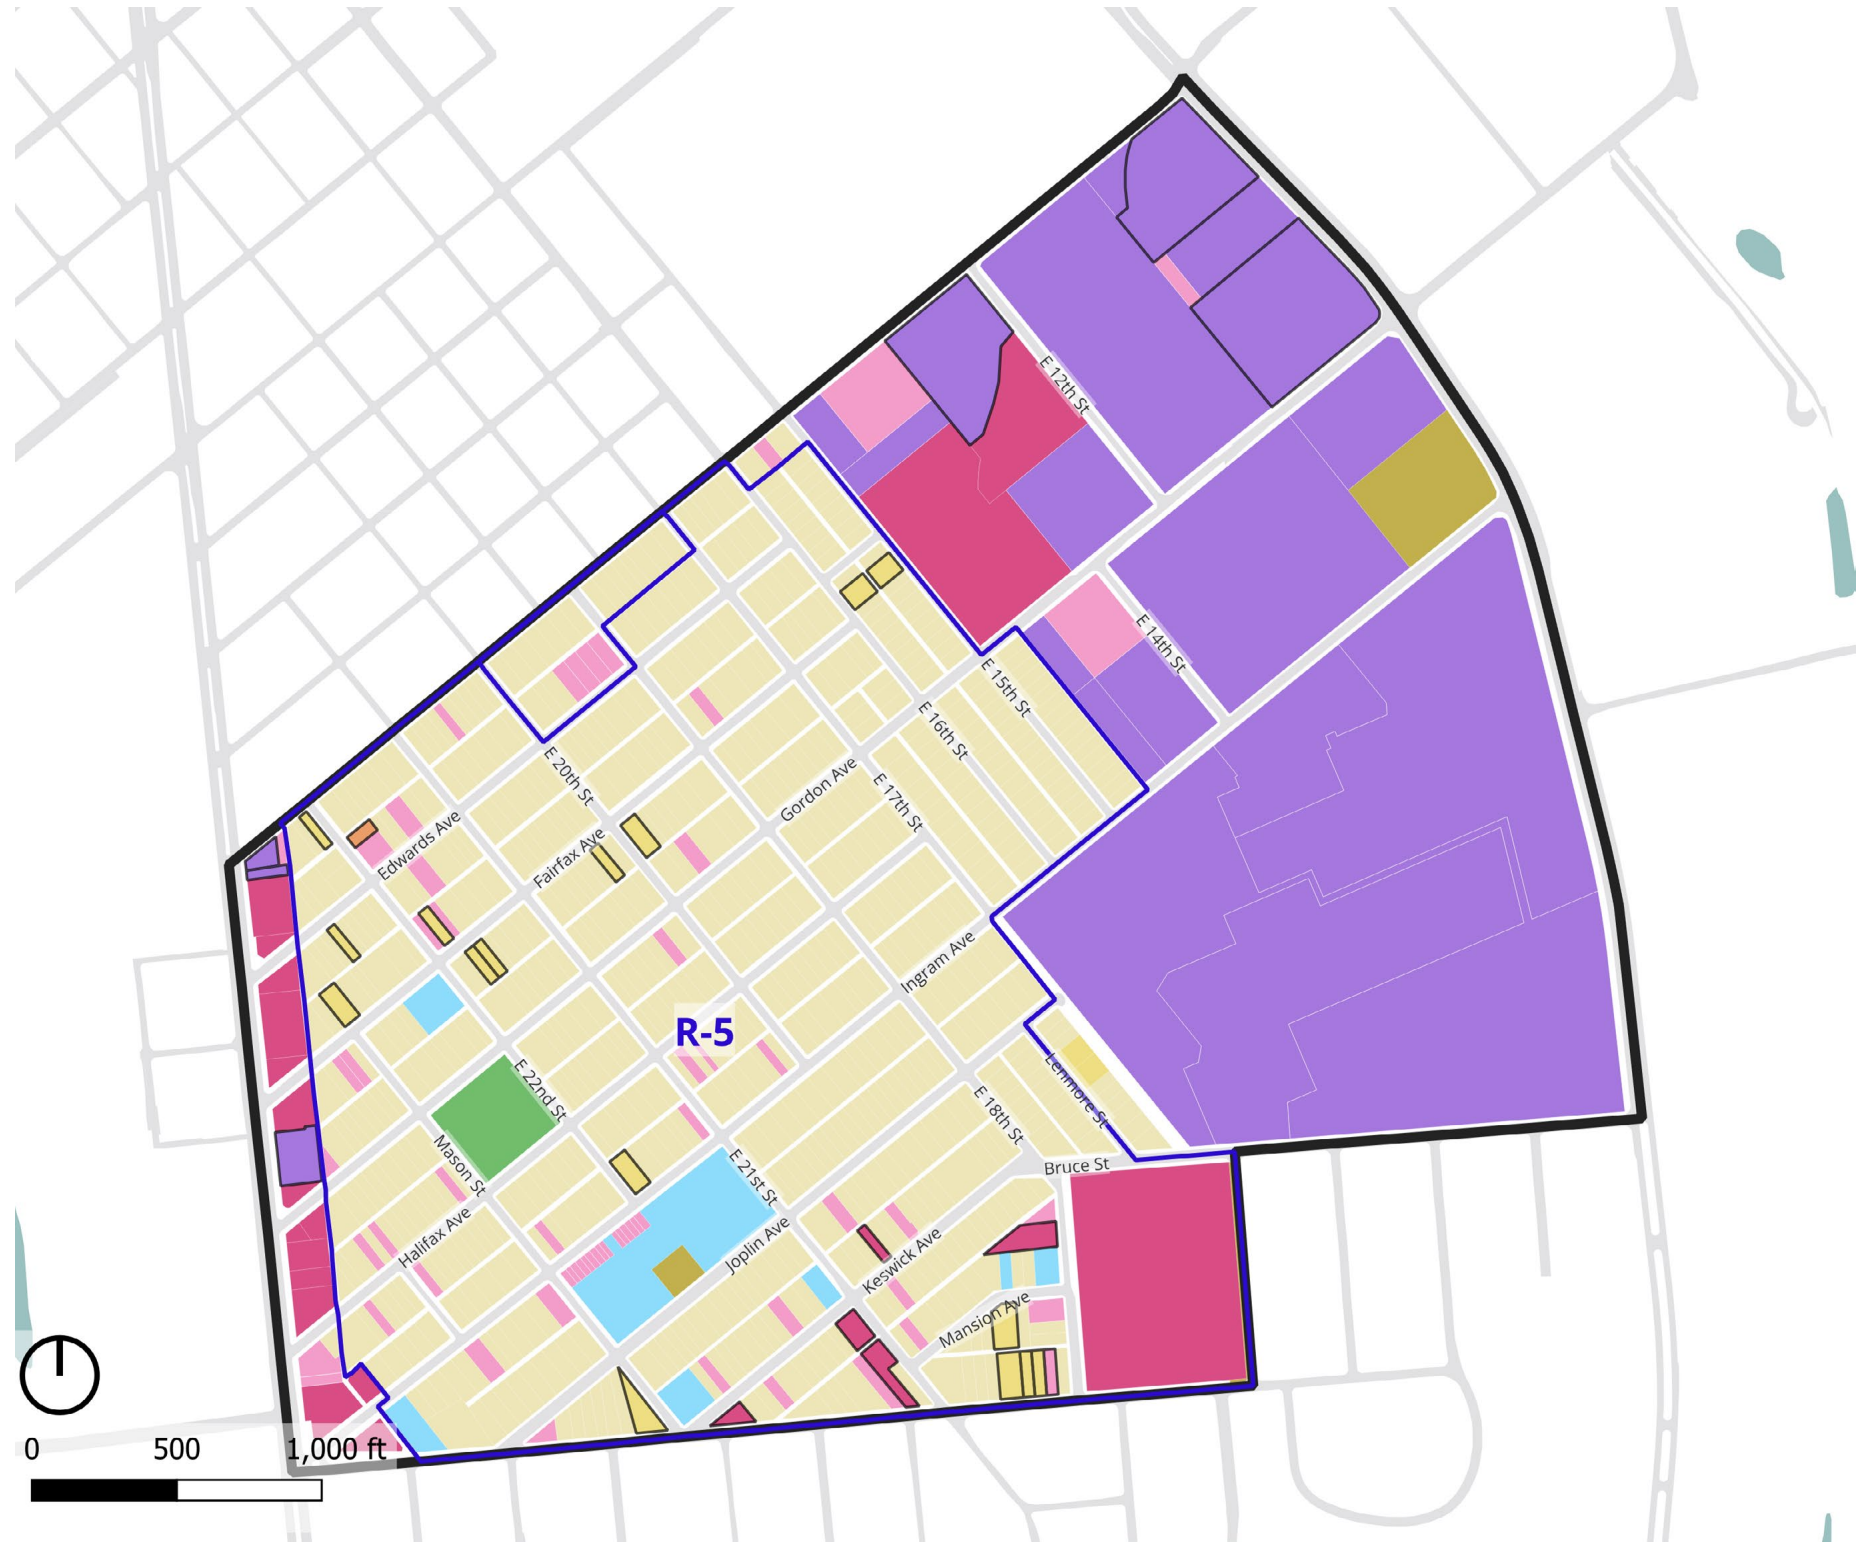 E 12th St
E 14th St
E 15th St
E 16th St
E 20th St
Gordon Ave
E 17th St
Edwards Ave
Fairfax Ave
Ingram Ave
R-5
E 22nd St
Lenmore St
E 18th St
Mason St
E 21st St
Bruce St
Halifax Ave
Joplin Ave
Keswick Ave
Mansion Ave
0 500 1,000 ft